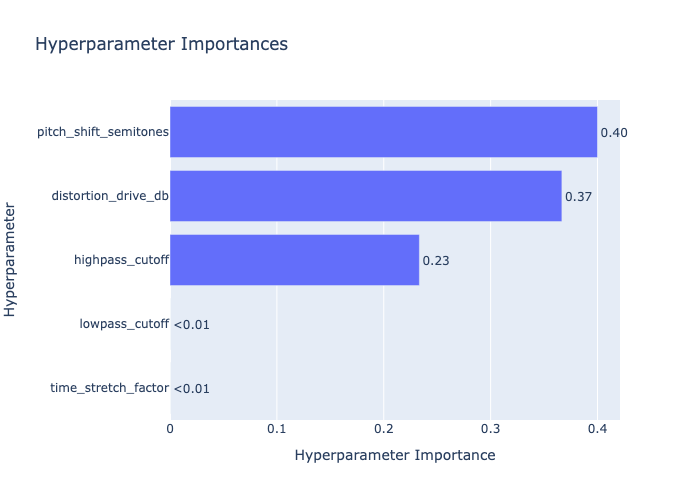 Hyperparameter Importances
Hyperparameter
pitch_shift_semitones
0.40
distortion_drive_db
0.37
highpass_cutoff
0.23
lowpass_cutoff
<0.01
time_stretch_factor
<0.01
0 0.1 0.2 0.3 0.4
Hyperparameter Importance